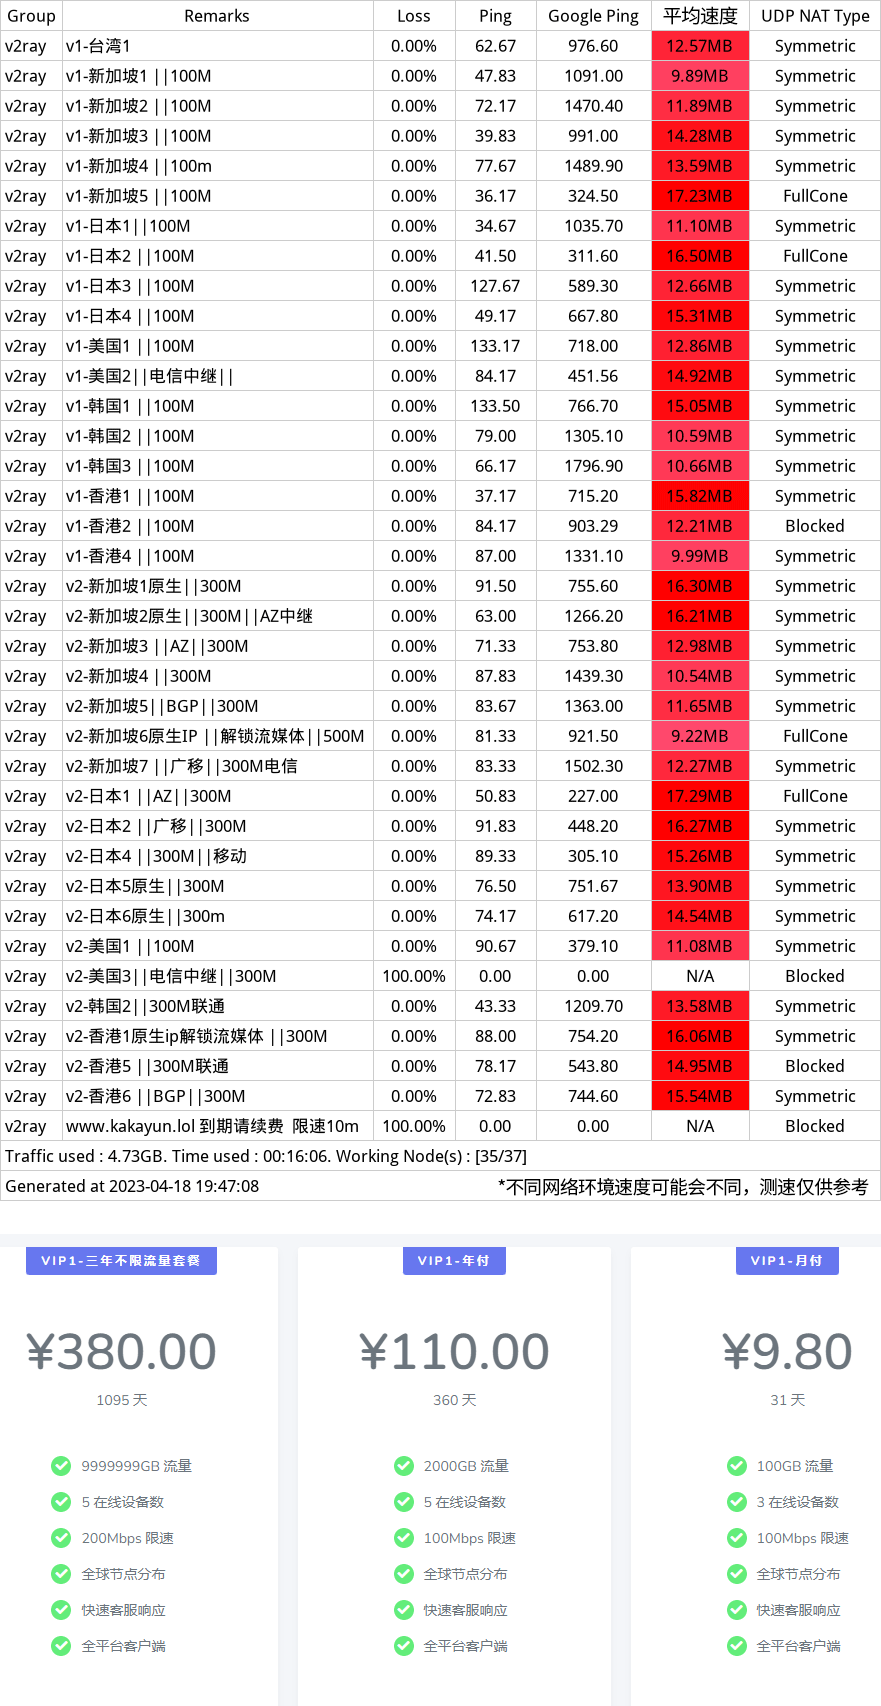 Group Remarks Loss Ping Google Ping 平均速度 UDP NAT Type
v2ray v1-台湾1 0.00% 62.67 976.60 12.57MB Symmetric
v2ray v1-新加坡1 ||100M 0.00% 47.83 1091.00 9.89MB Symmetric
v2ray v1-新加坡2 ||100M 0.00% 72.17 1470.40 11.89MB Symmetric
v2ray v1-新加坡3 ||100M 0.00% 39.83 991.00 14.28MB Symmetric
v2ray v1-新加坡4 ||100m 0.00% 77.67 1489.90 13.59MB Symmetric
v2ray v1-新加坡5 ||100M 0.00% 36.17 324.50 17.23MB FullCone
v2ray v1-日本1||100M 0.00% 34.67 1035.70 11.10MB Symmetric
v2ray v1-日本2 ||100M 0.00% 41.50 311.60 16.50MB FullCone
v2ray v1-日本3 ||100M 0.00% 127.67 589.30 12.66MB Symmetric
v2ray v1-日本4 ||100M 0.00% 49.17 667.80 15.31MB Symmetric
v2ray v1-美国1 ||100M 0.00% 133.17 718.00 12.86MB Symmetric
v2ray v1-美国2||电信中继|| 0.00% 84.17 451.56 14.92MB Symmetric
v2ray v1-韩国1 ||100M 0.00% 133.50 766.70 15.05MB Symmetric
v2ray v1-韩国2 ||100M 0.00% 79.00 1305.10 10.59MB Symmetric
v2ray v1-韩国3 ||100M 0.00% 66.17 1796.90 10.66MB Symmetric
v2ray v1-香港1 ||100M 0.00% 37.17 715.20 15.82MB Symmetric
v2ray v1-香港2 ||100M 0.00% 84.17 903.29 12.21MB Blocked
v2ray v1-香港4 ||100M 0.00% 87.00 1331.10 9.99MB Symmetric
v2ray v2-新加坡1原生||300M 0.00% 91.50 755.60 16.30MB Symmetric
v2ray v2-新加坡2原生||300M||AZ中继 0.00% 63.00 1266.20 16.21MB Symmetric
v2ray v2-新加坡3 ||AZ||300M 0.00% 71.33 753.80 12.98MB Symmetric
v2ray v2-新加坡4 ||300M 0.00% 87.83 1439.30 10.54MB Symmetric
v2ray v2-新加坡5||BGP||300M 0.00% 83.67 1363.00 11.65MB Symmetric
v2ray v2-新加坡6原生IP ||解锁流媒体||500M 0.00% 81.33 921.50 9.22MB FullCone
v2ray v2-新加坡7 ||广移||300M电信 0.00% 83.33 1502.30 12.27MB Symmetric
v2ray v2-日本1 ||AZ||300M 0.00% 50.83 227.00 17.29MB FullCone
v2ray v2-日本2 ||广移||300M 0.00% 91.83 448.20 16.27MB Symmetric
v2ray v2-日本4 ||300M||移动 0.00% 89.33 305.10 15.26MB Symmetric
v2ray v2-日本5原生||300M 0.00% 76.50 751.67 13.90MB Symmetric
v2ray v2-日本6原生||300m 0.00% 74.17 617.20 14.54MB Symmetric
v2ray v2-美国1 ||100M 0.00% 90.67 379.10 11.08MB Symmetric
v2ray v2-美国3||电信中继||300M 100.00% 0.00 0.00 N/A Blocked
v2ray v2-韩国2||300M联通 0.00% 43.33 1209.70 13.58MB Symmetric
v2ray v2-香港1原生ip解锁流媒体 ||300M 0.00% 88.00 754.20 16.06MB Symmetric
v2ray v2-香港5 ||300M联通 0.00% 78.17 543.80 14.95MB Blocked
v2ray v2-香港6 ||BGP||300M 0.00% 72.83 744.60 15.54MB Symmetric
v2ray www.kakayun.lol 到期请续费 限速10m 100.00% 0.00 0.00 N/A Blocked
Traffic used : 4.73GB. Time used : 00:16:06. Working Node(s) : [35/37]
Generated at 2023-04-18 19:47:08 *不同网络环境速度可能会不同，测速仅供参考
VIP1-三年不限流量套餐
¥380.00
1095 天
9999999GB 流量
5 在线设备数
200Mbps 限速
全球节点分布
快速客服响应
全平台客户端
VIP1-年付
¥110.00
360 天
2000GB 流量
5 在线设备数
100Mbps 限速
全球节点分布
快速客服响应
全平台客户端
VIP1-月付
¥9.80
31 天
100GB 流量
3 在线设备数
100Mbps 限速
全球节点分布
快速客服响应
全平台客户端